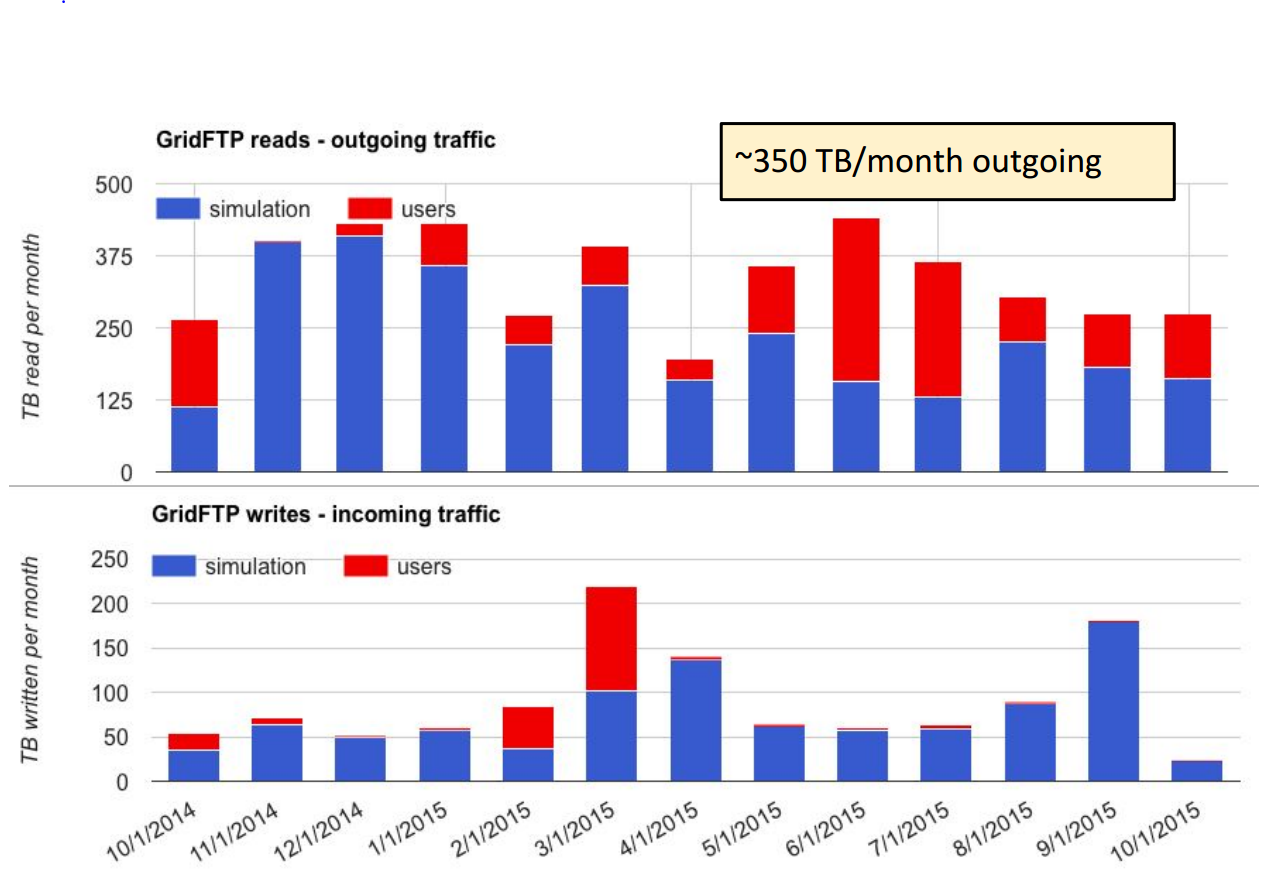 GridFTP reads - outgoing traffic
~350 TB/month outgoing
500
simulation users
375
250
125
0
TB read per month
GridFTP writes - incoming traffic
250
simulation users
200
150
100
50
0
TB written per month
10/1/2014 11/1/2014 12/1/2014 1/1/2015 2/1/2015 3/1/2015 4/1/2015 5/1/2015 6/1/2015 7/1/2015 8/1/2015 9/1/2015 10/1/2015